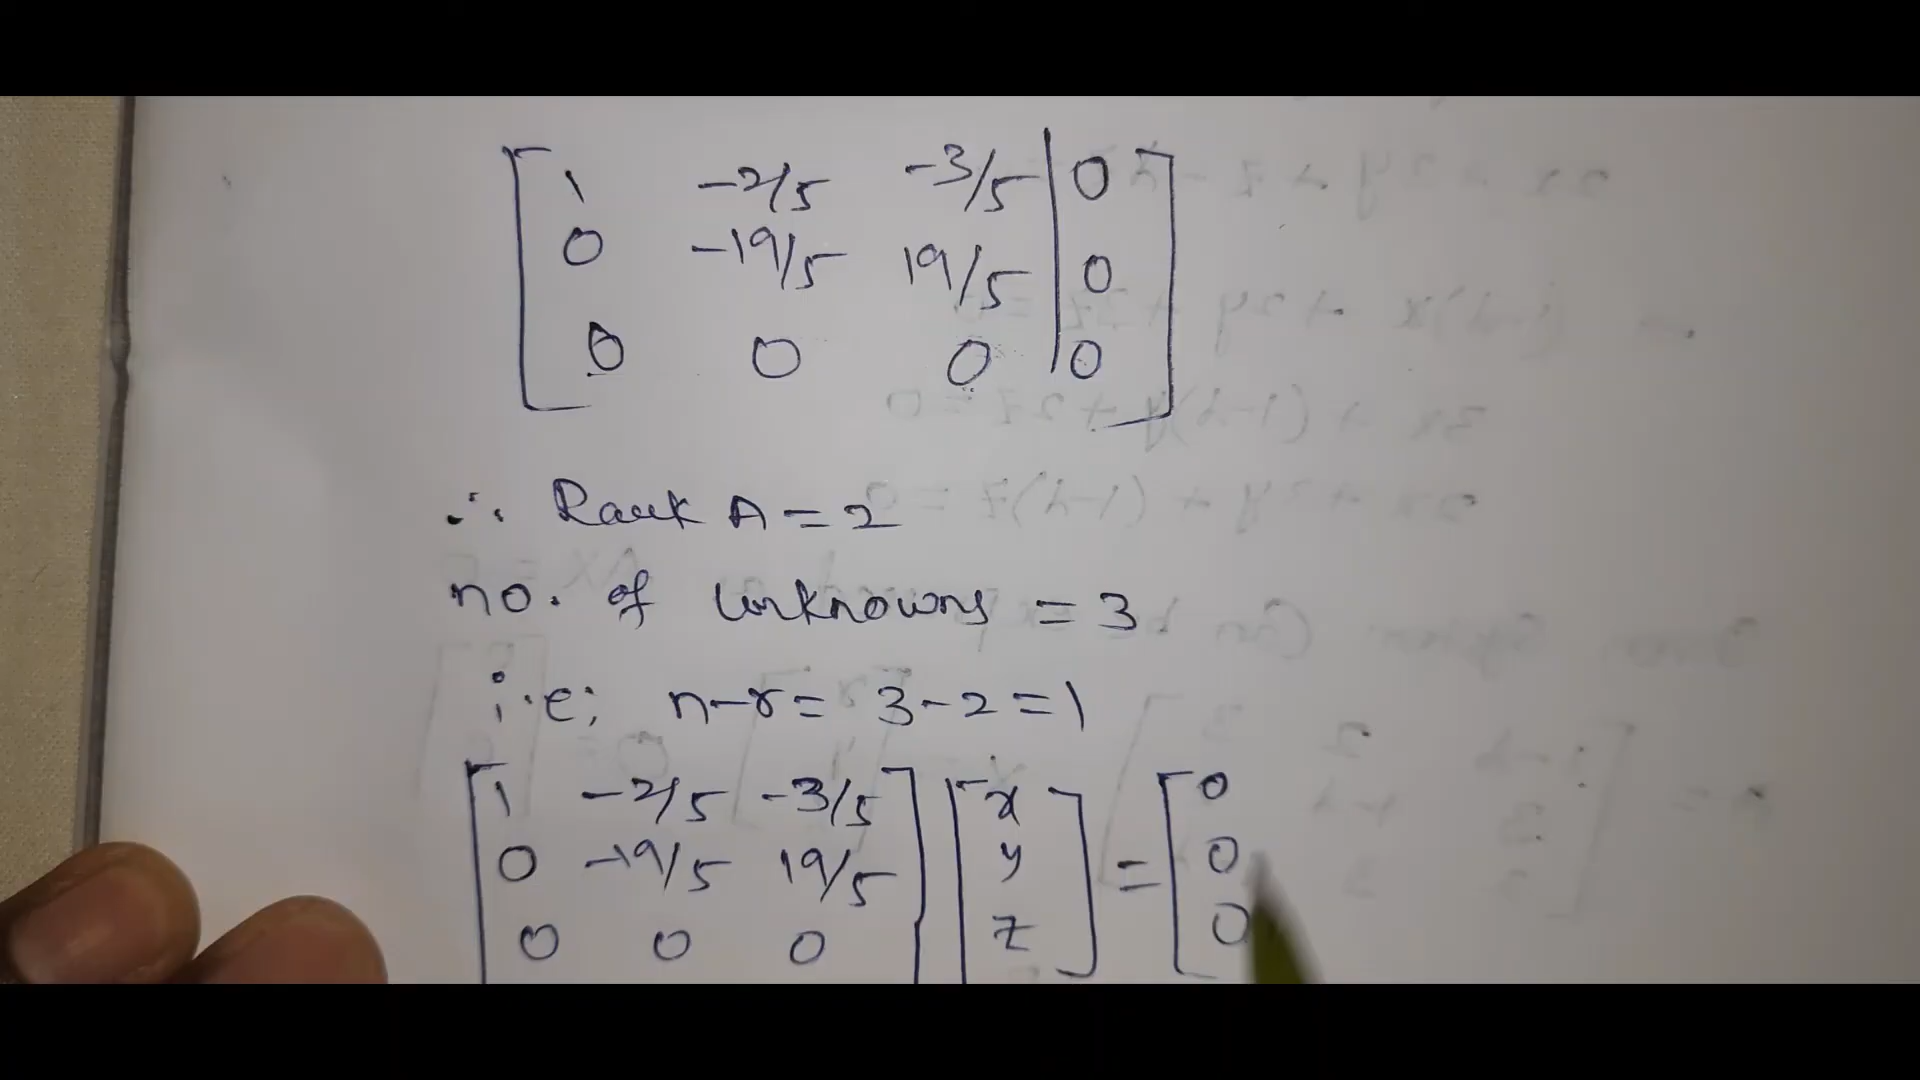 1 -2/5 -3/5 | 0
0 -19/5 19/5 | 0
0 0 0 | 0
∴ Rank A = 2
no. of unknowns = 3
i.e; n-r = 3-2 = 1
[1 -2/5 -3/5] [x] = [0]
[0 -19/5 19/5] [y] [0]
[0 0 0] [z] [0]